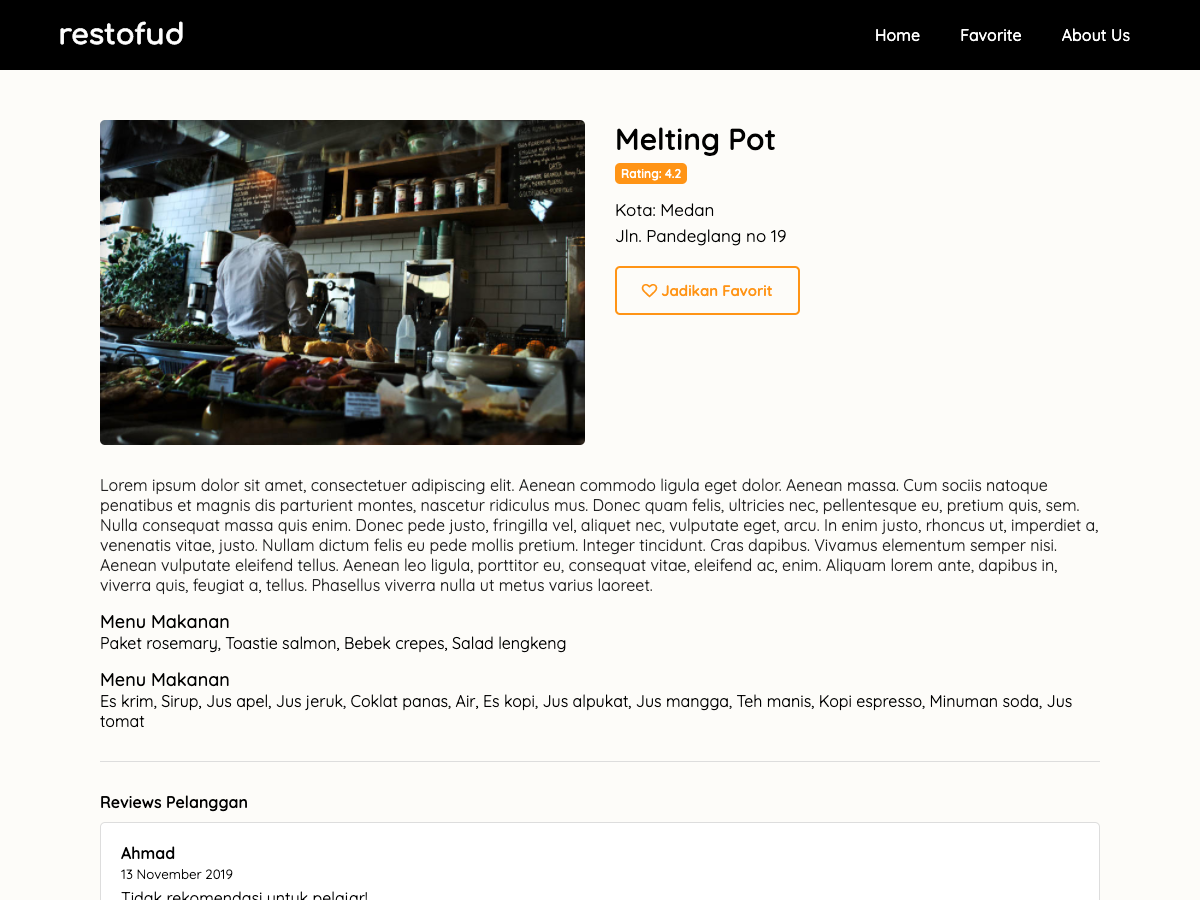 restofud
Home
Favorite
About Us
Melting Pot
Rating: 4.2
Kota: Medan
Jln. Pandeglang no 19
Jadikan Favorit
Lorem ipsum dolor sit amet, consectetuer adipiscing elit. Aenean commodo ligula eget dolor. Aenean massa. Cum sociis natoque
penatibus et magnis dis parturient montes, nascetur ridiculus mus. Donec quam felis, ultricies nec, pellentesque eu, pretium quis, sem.
Nulla consequat massa quis enim. Donec pede justo, fringilla vel, aliquet nec, vulputate eget, arcu. In enim justo, rhoncus ut, imperdiet a,
venenatis vitae, justo. Nullam dictum felis eu pede mollis pretium. Integer tincidunt. Cras dapibus. Vivamus elementum semper nisi.
Aenean vulputate eleifend tellus. Aenean leo ligula, porttitor eu, consequat vitae, eleifend ac, enim. Aliquam lorem ante, dapibus in,
viverra quis, feugiat a, tellus. Phasellus viverra nulla ut metus varius laoreet.
Menu Makanan
Paket rosemary, Toastie salmon, Bebek crepes, Salad lengkeng
Menu Makanan
Es krim, Sirup, Jus apel, Jus jeruk, Coklat panas, Air, Es kopi, Jus alpukat, Jus mangga, Teh manis, Kopi espresso, Minuman soda, Jus
tomat
Reviews Pelanggan
Ahmad
13 November 2019
Tidak rekomendasi untuk pelajar!